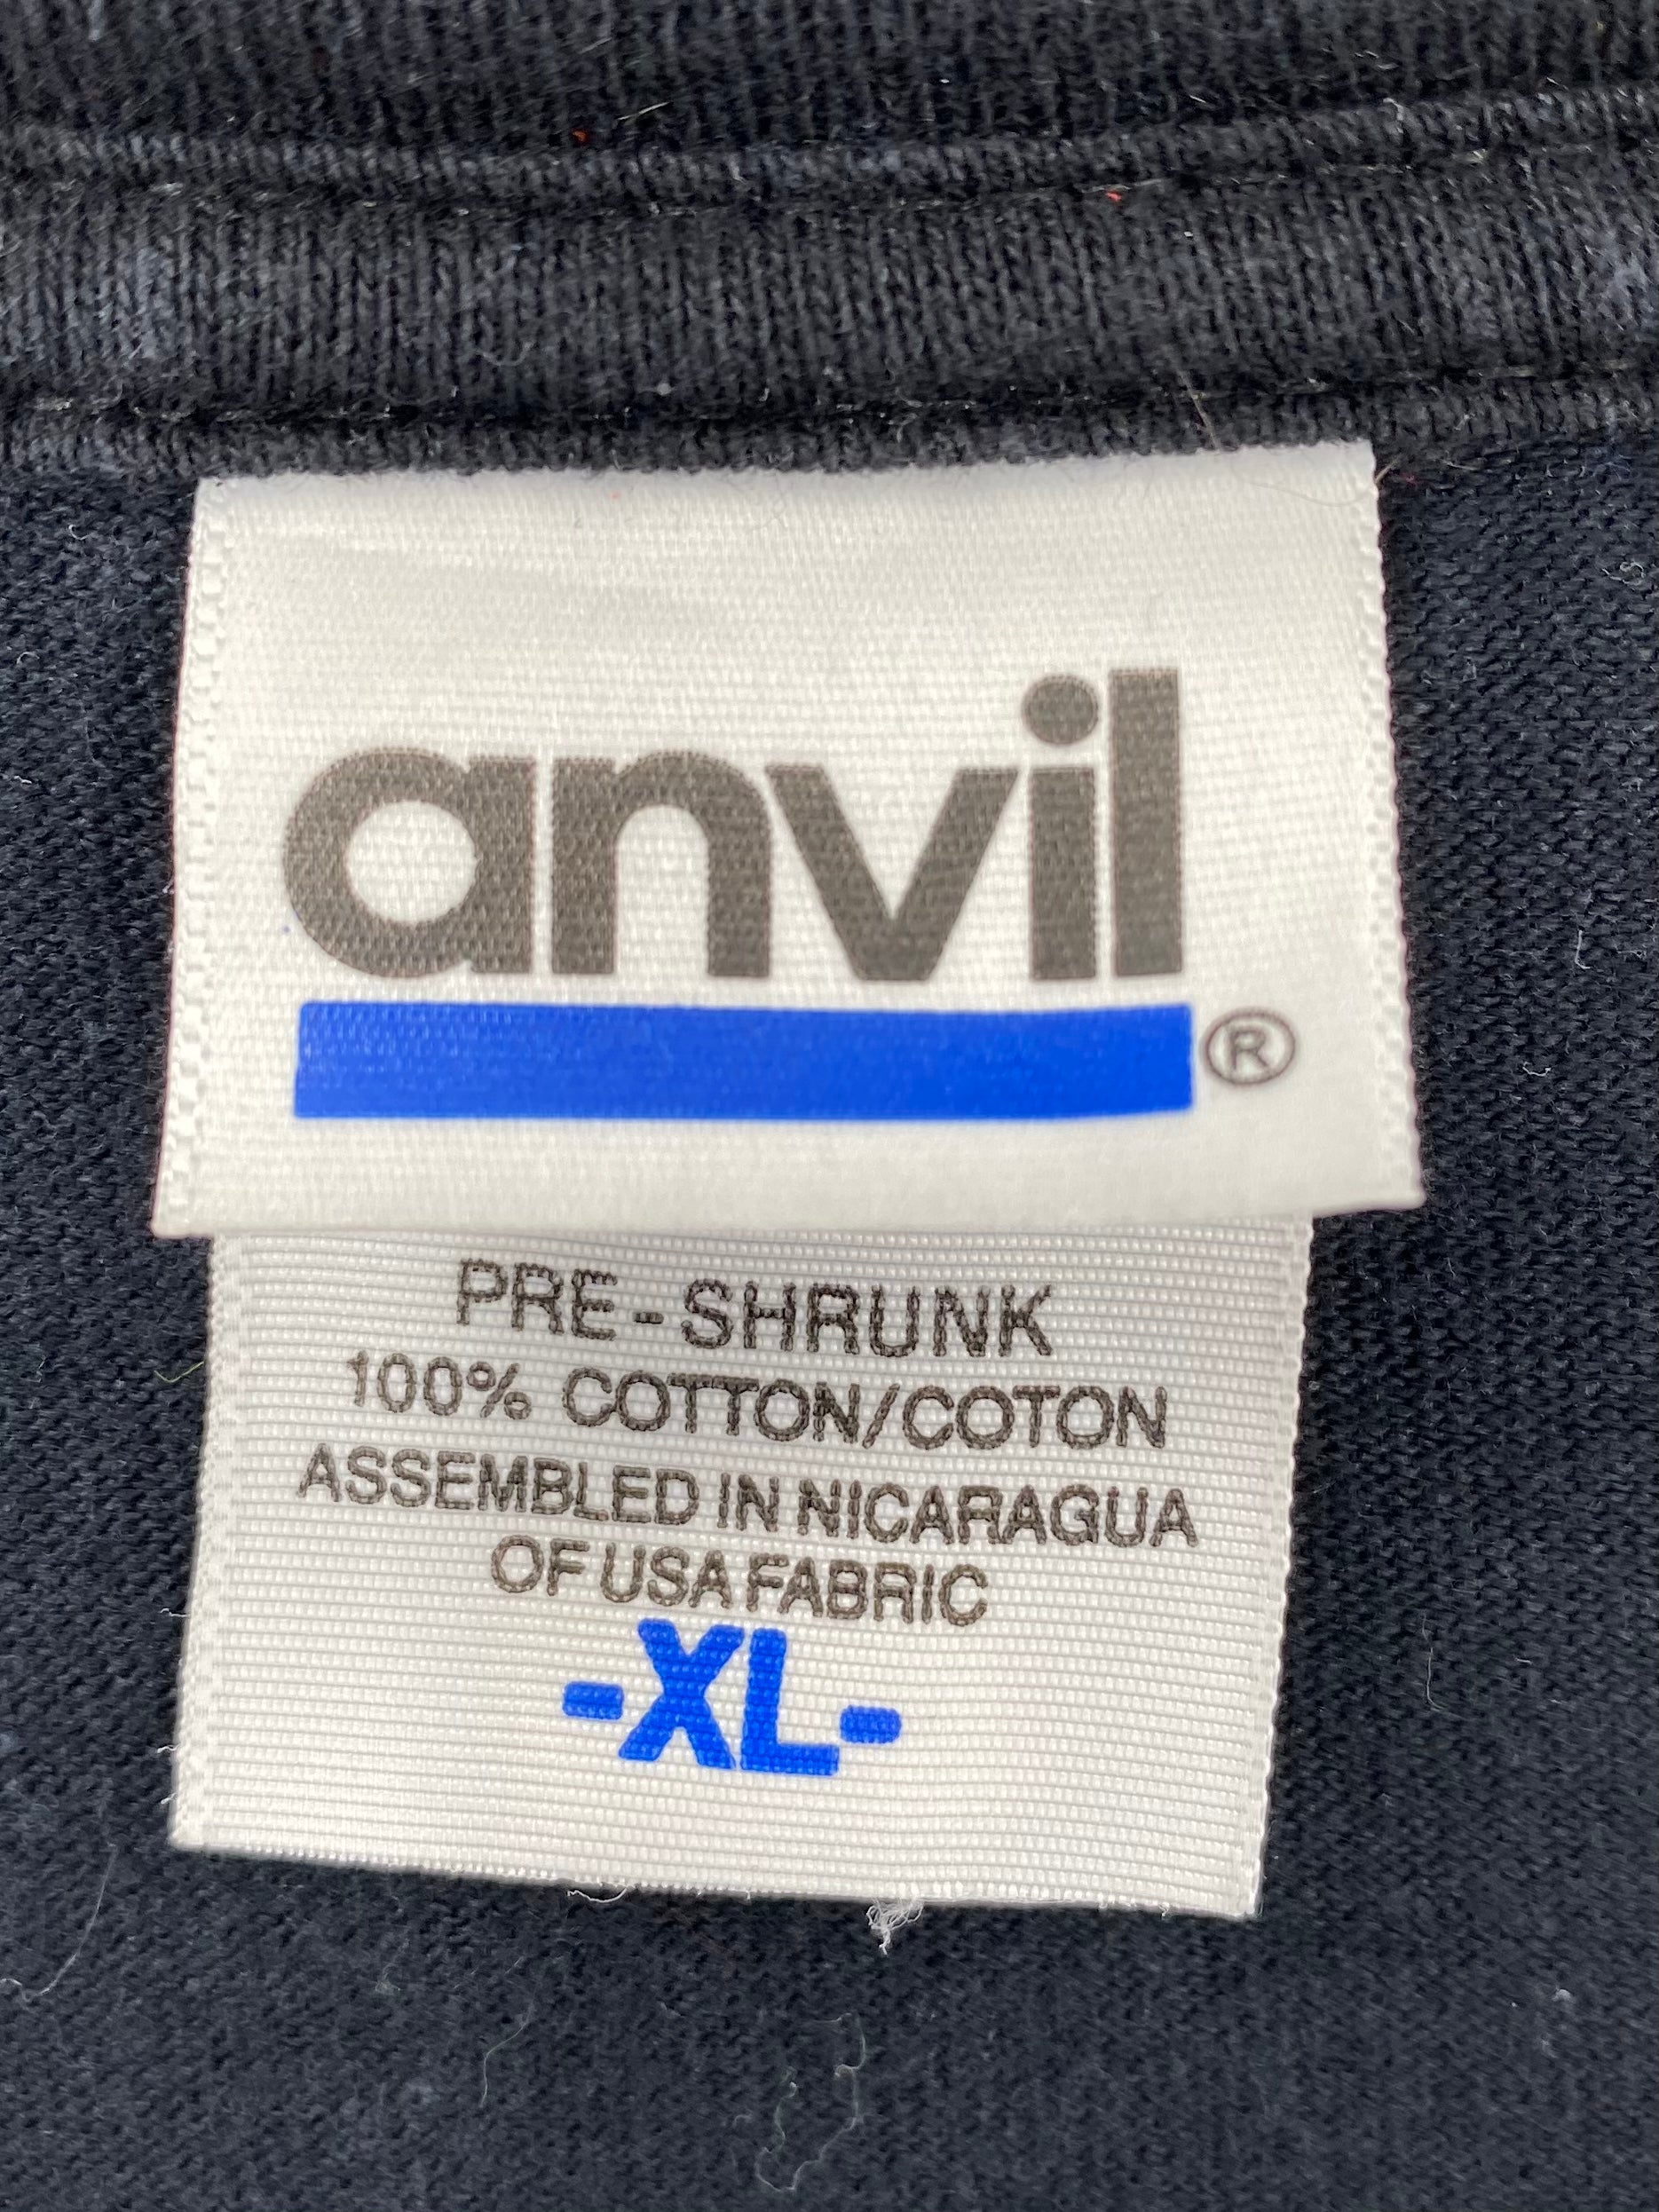 anvil
®
PRE-SHRUNK
100% COTTON/COTON
ASSEMBLED IN NICARAGUA
OF USA FABRIC
-XL-